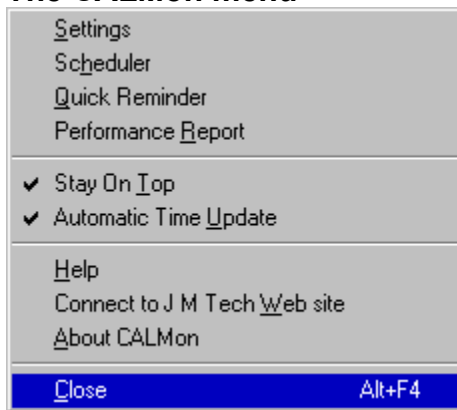 The CALMon Menu
Settings
Scheduler
Quick Reminder
Performance Report
Stay On Top
Automatic Time Update
Help
Connect to J M Tech Web site
About CALMon
Close Alt+F4